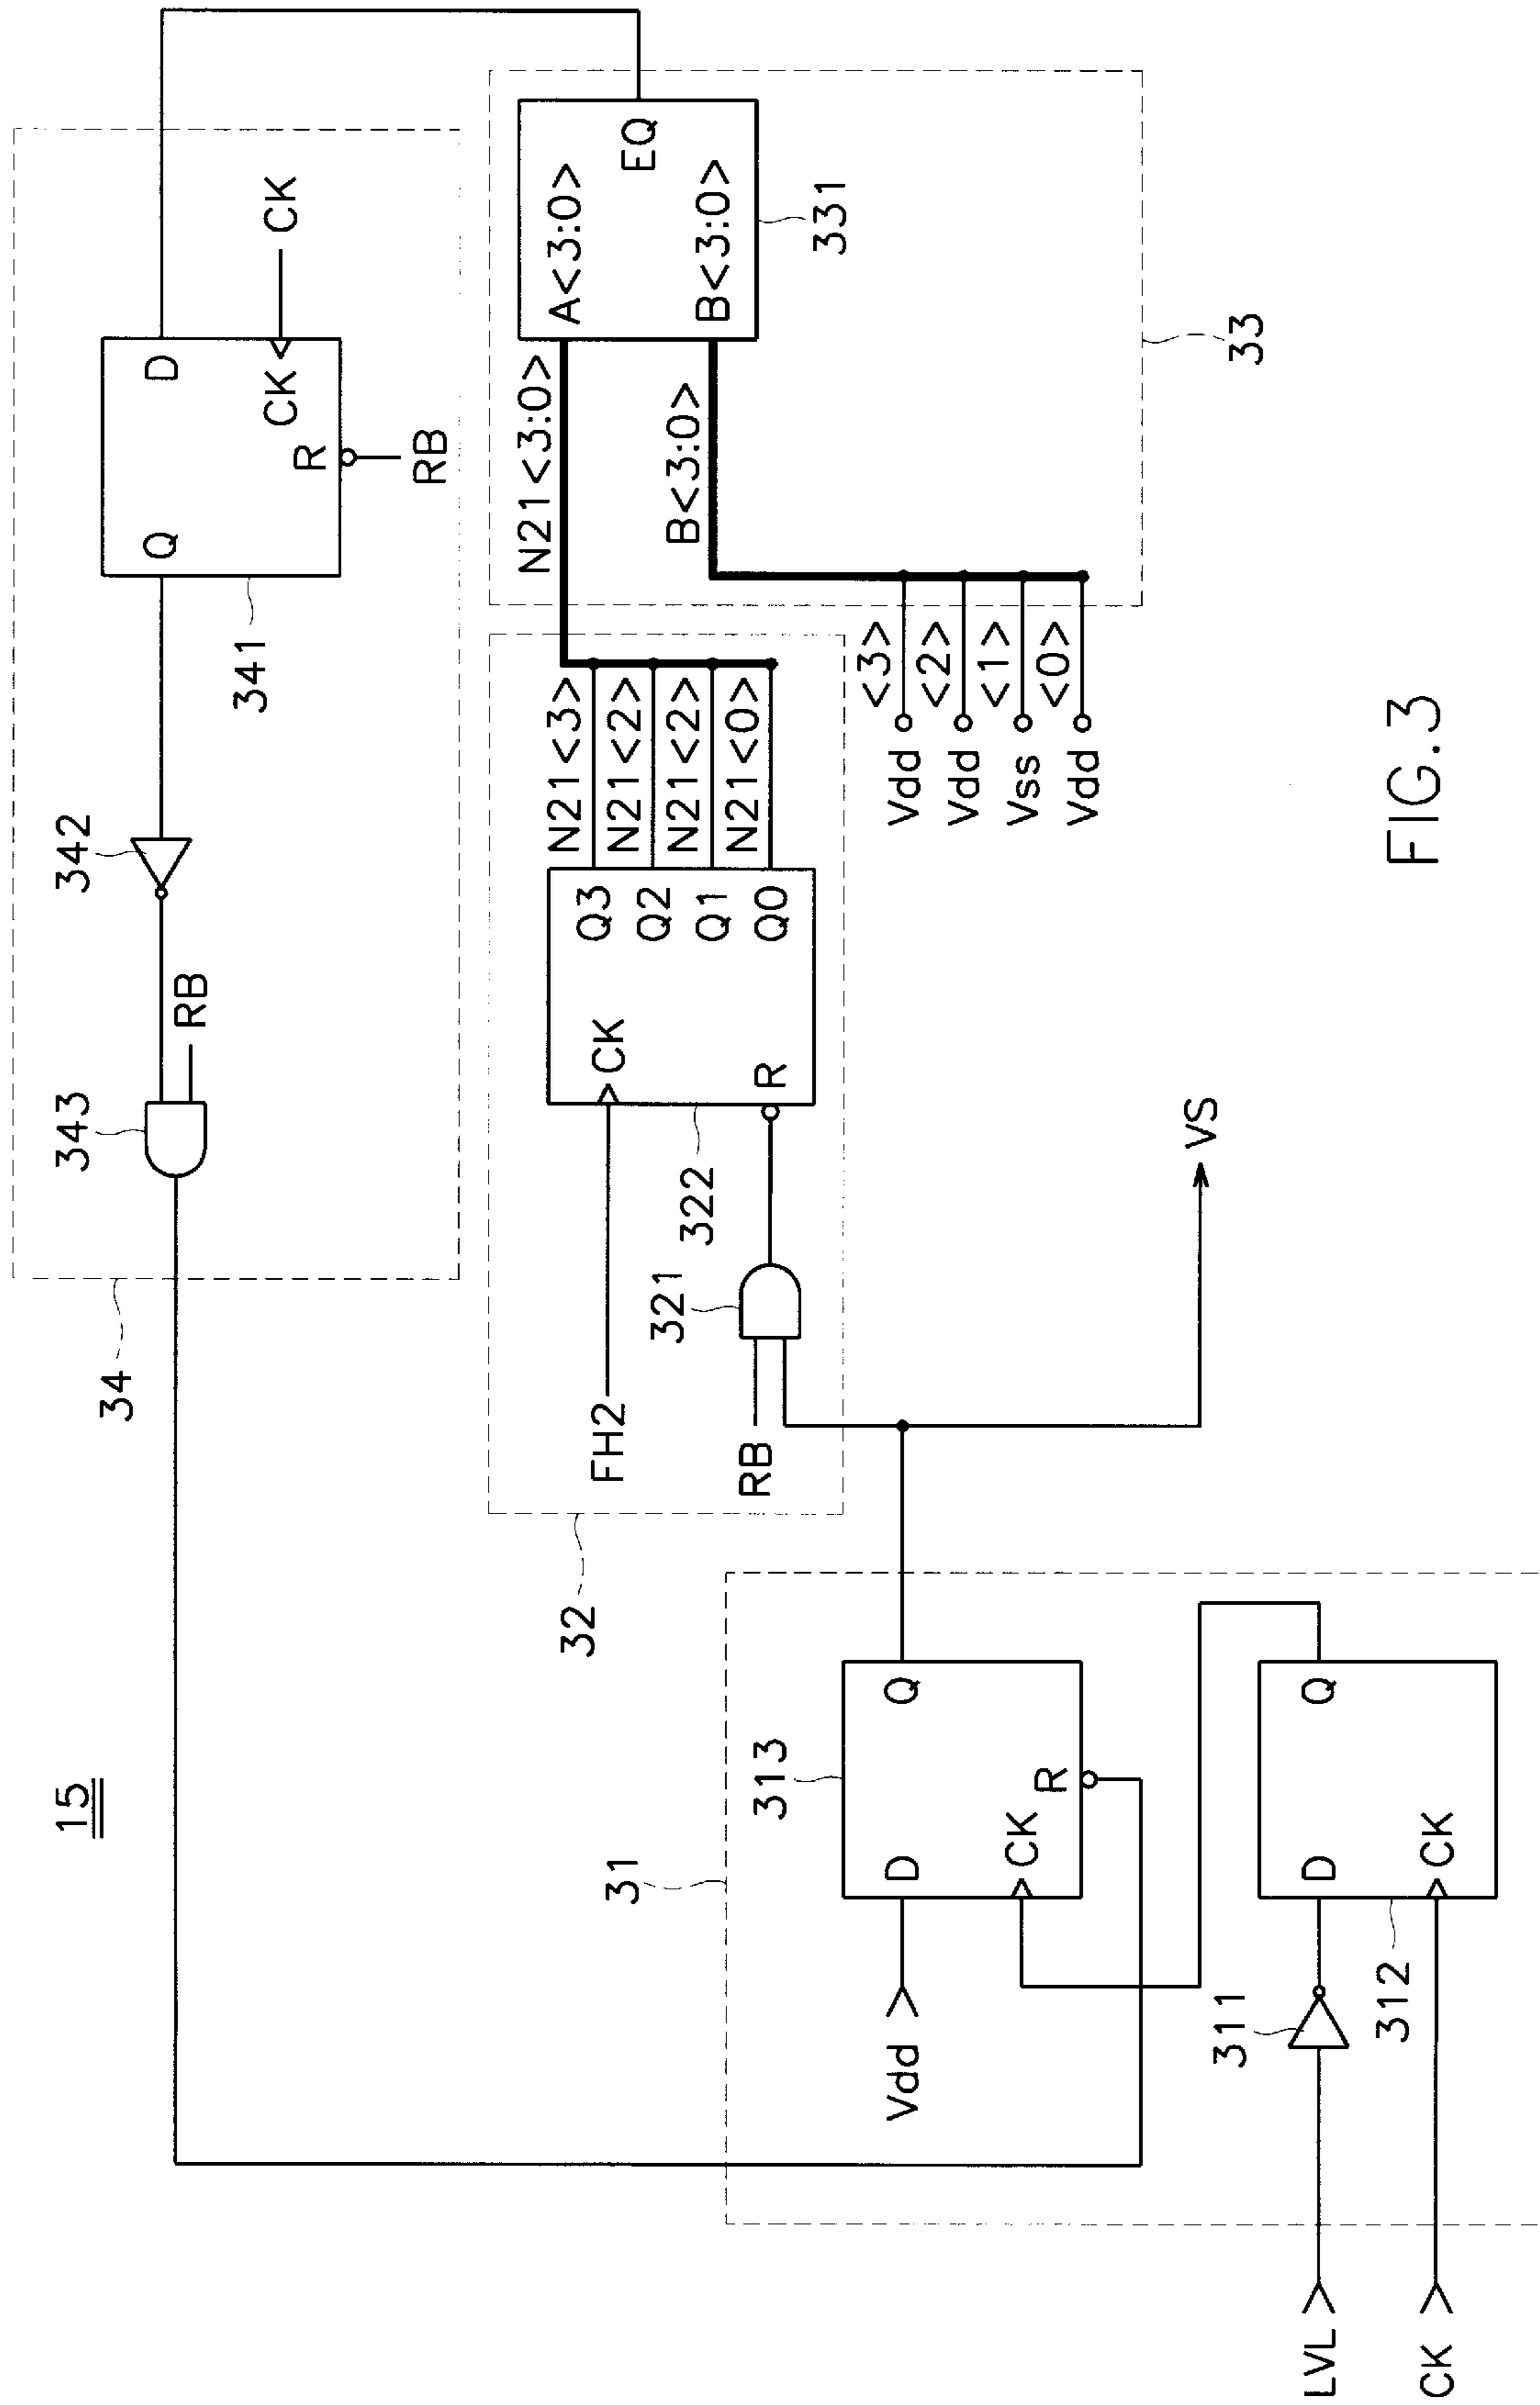 15
34
343
RB
342
Q
D
341
CK
CK
R
RB
32
FH2
CK
Q3
Q2
Q1
Q0
R
322
321
RB
N21<3>
N21<2>
N21<2>
N21<0>
N21<3:0>
A<3:0>
EQ
B<3:0>
B<3:0>
331
33
Vdd
<3>
Vdd
<2>
Vss
<1>
Vdd
<0>
VS
31
313
D
Q
CK
R
Vdd
311
312
D
Q
CK
LVL
CK
FIG.3